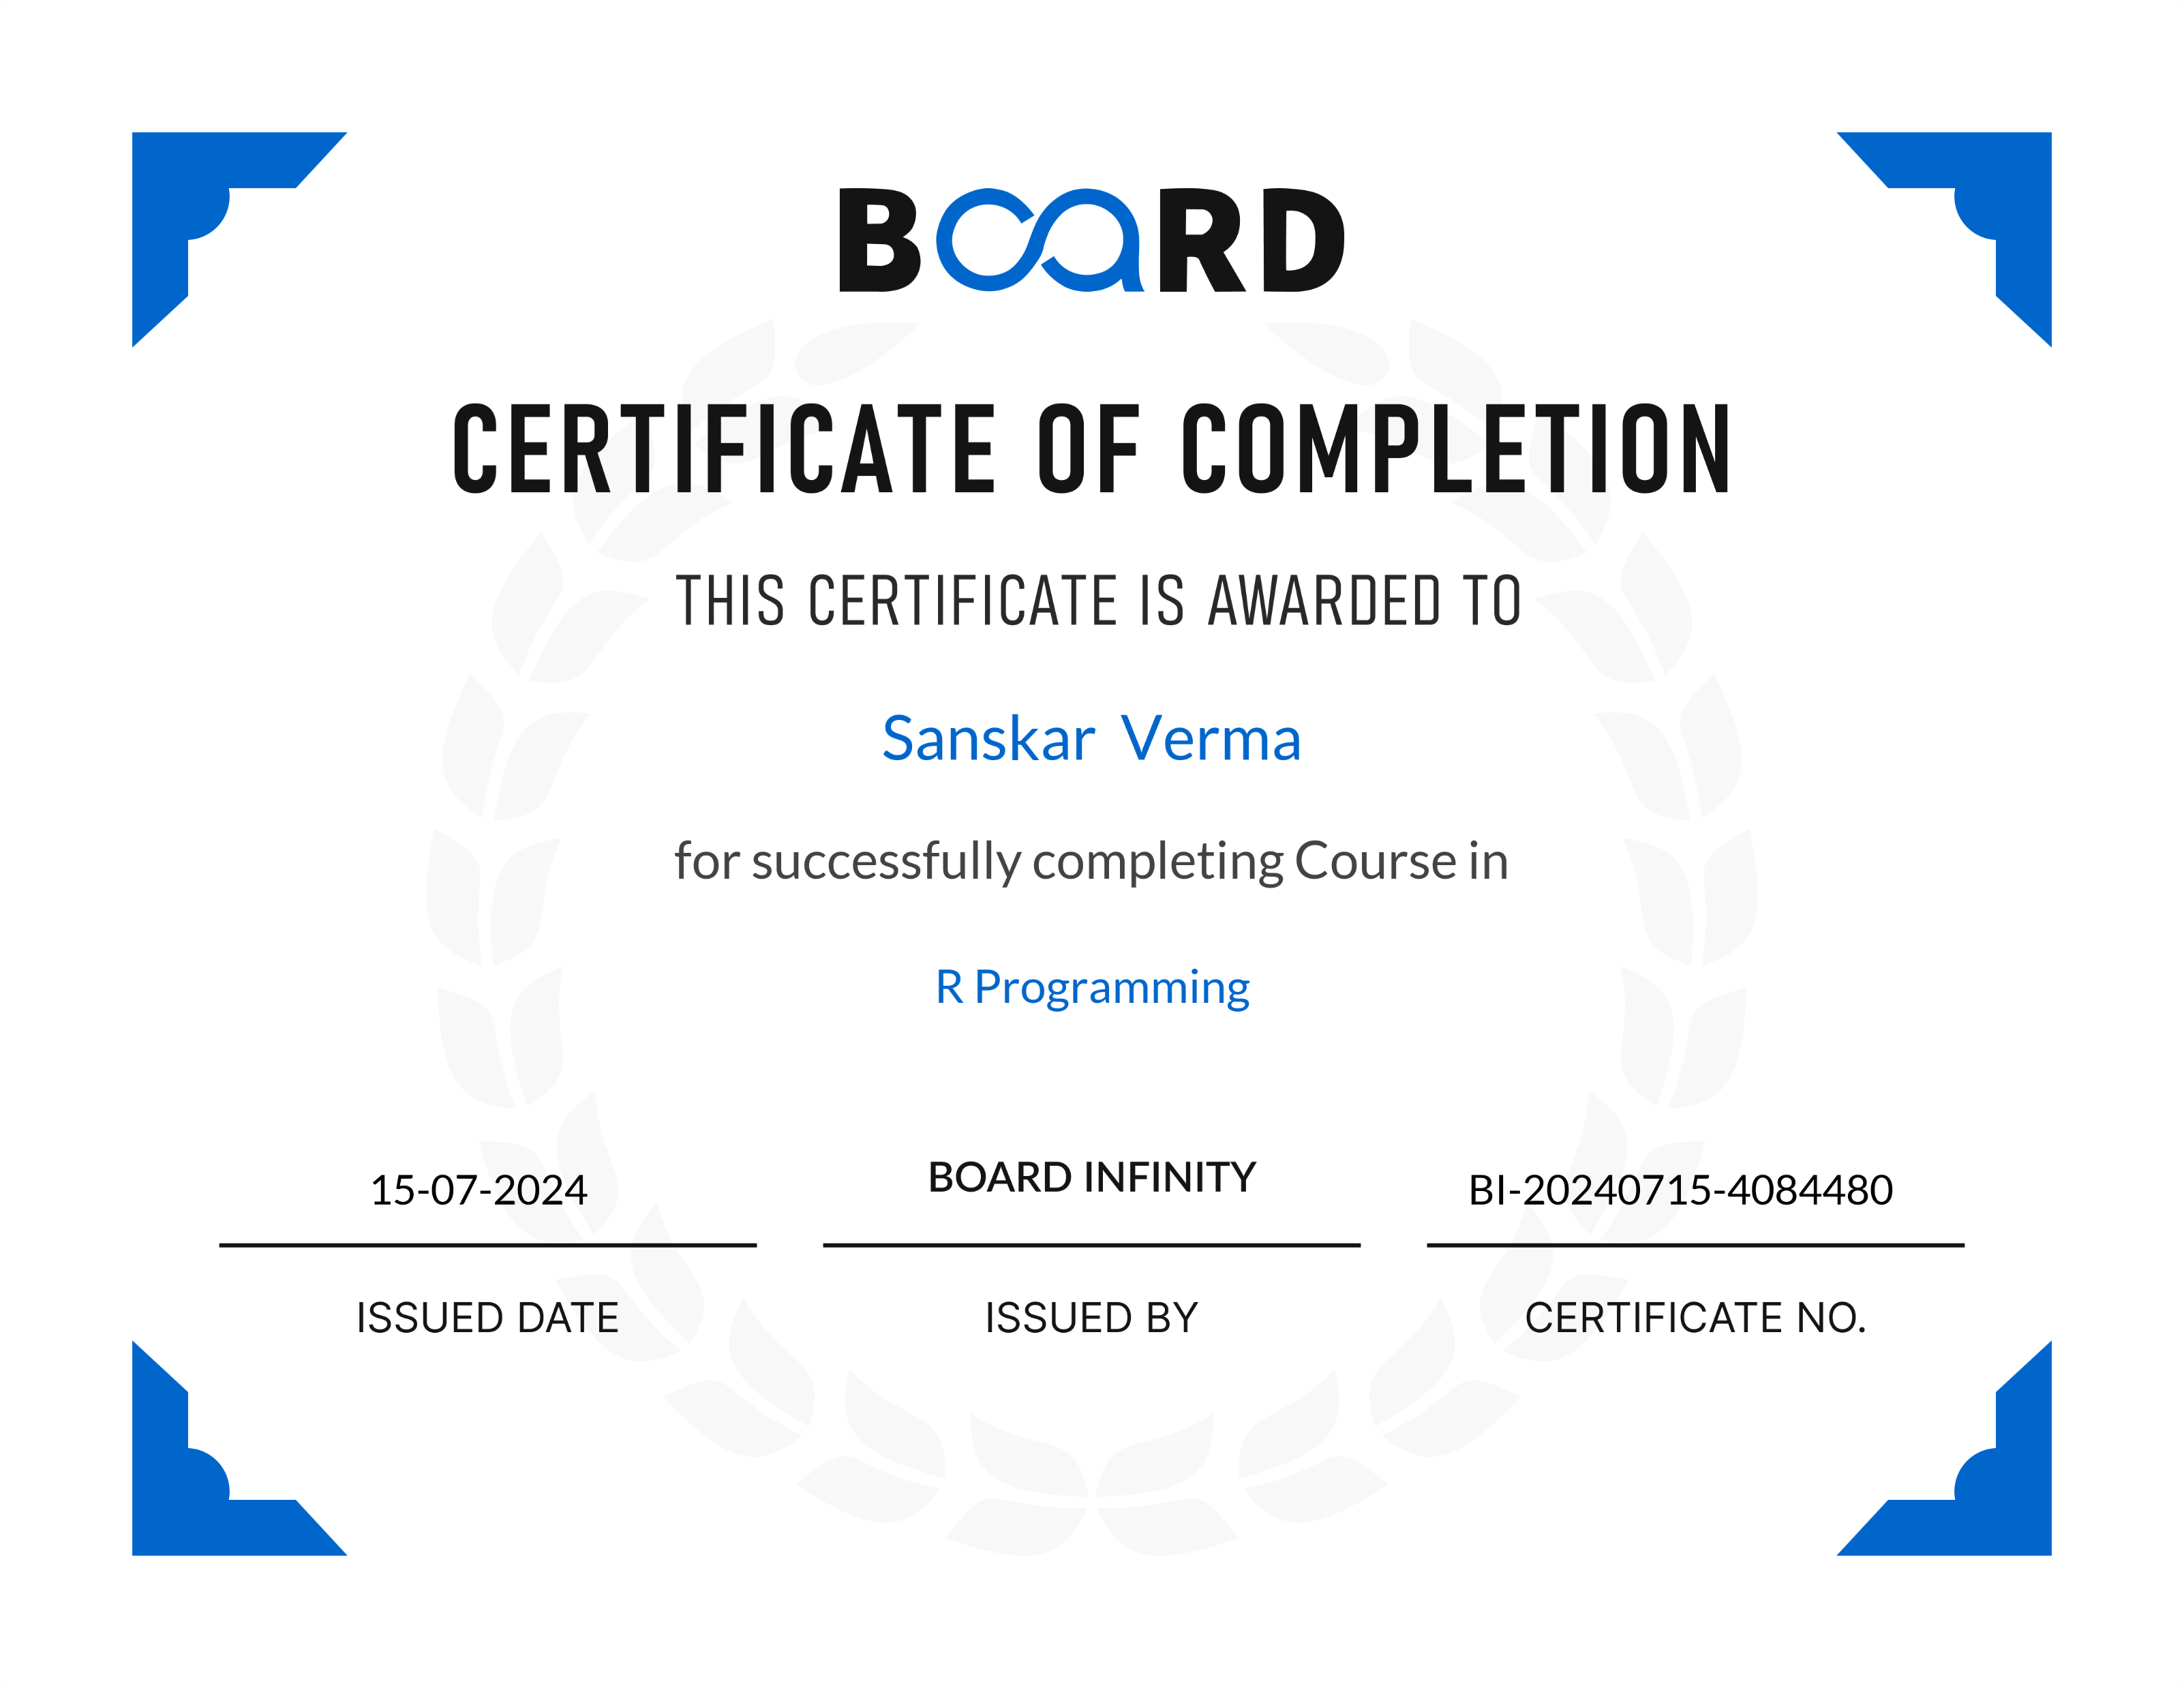 BOARD
CERTIFICATE OF COMPLETION
THIS CERTIFICATE IS AWARDED TO
Sanskar Verma
for successfully completing Course in
R Programming
15-07-2024
BOARD INFINITY
BI-20240715-4084480
ISSUED DATE
ISSUED BY
CERTIFICATE NO.